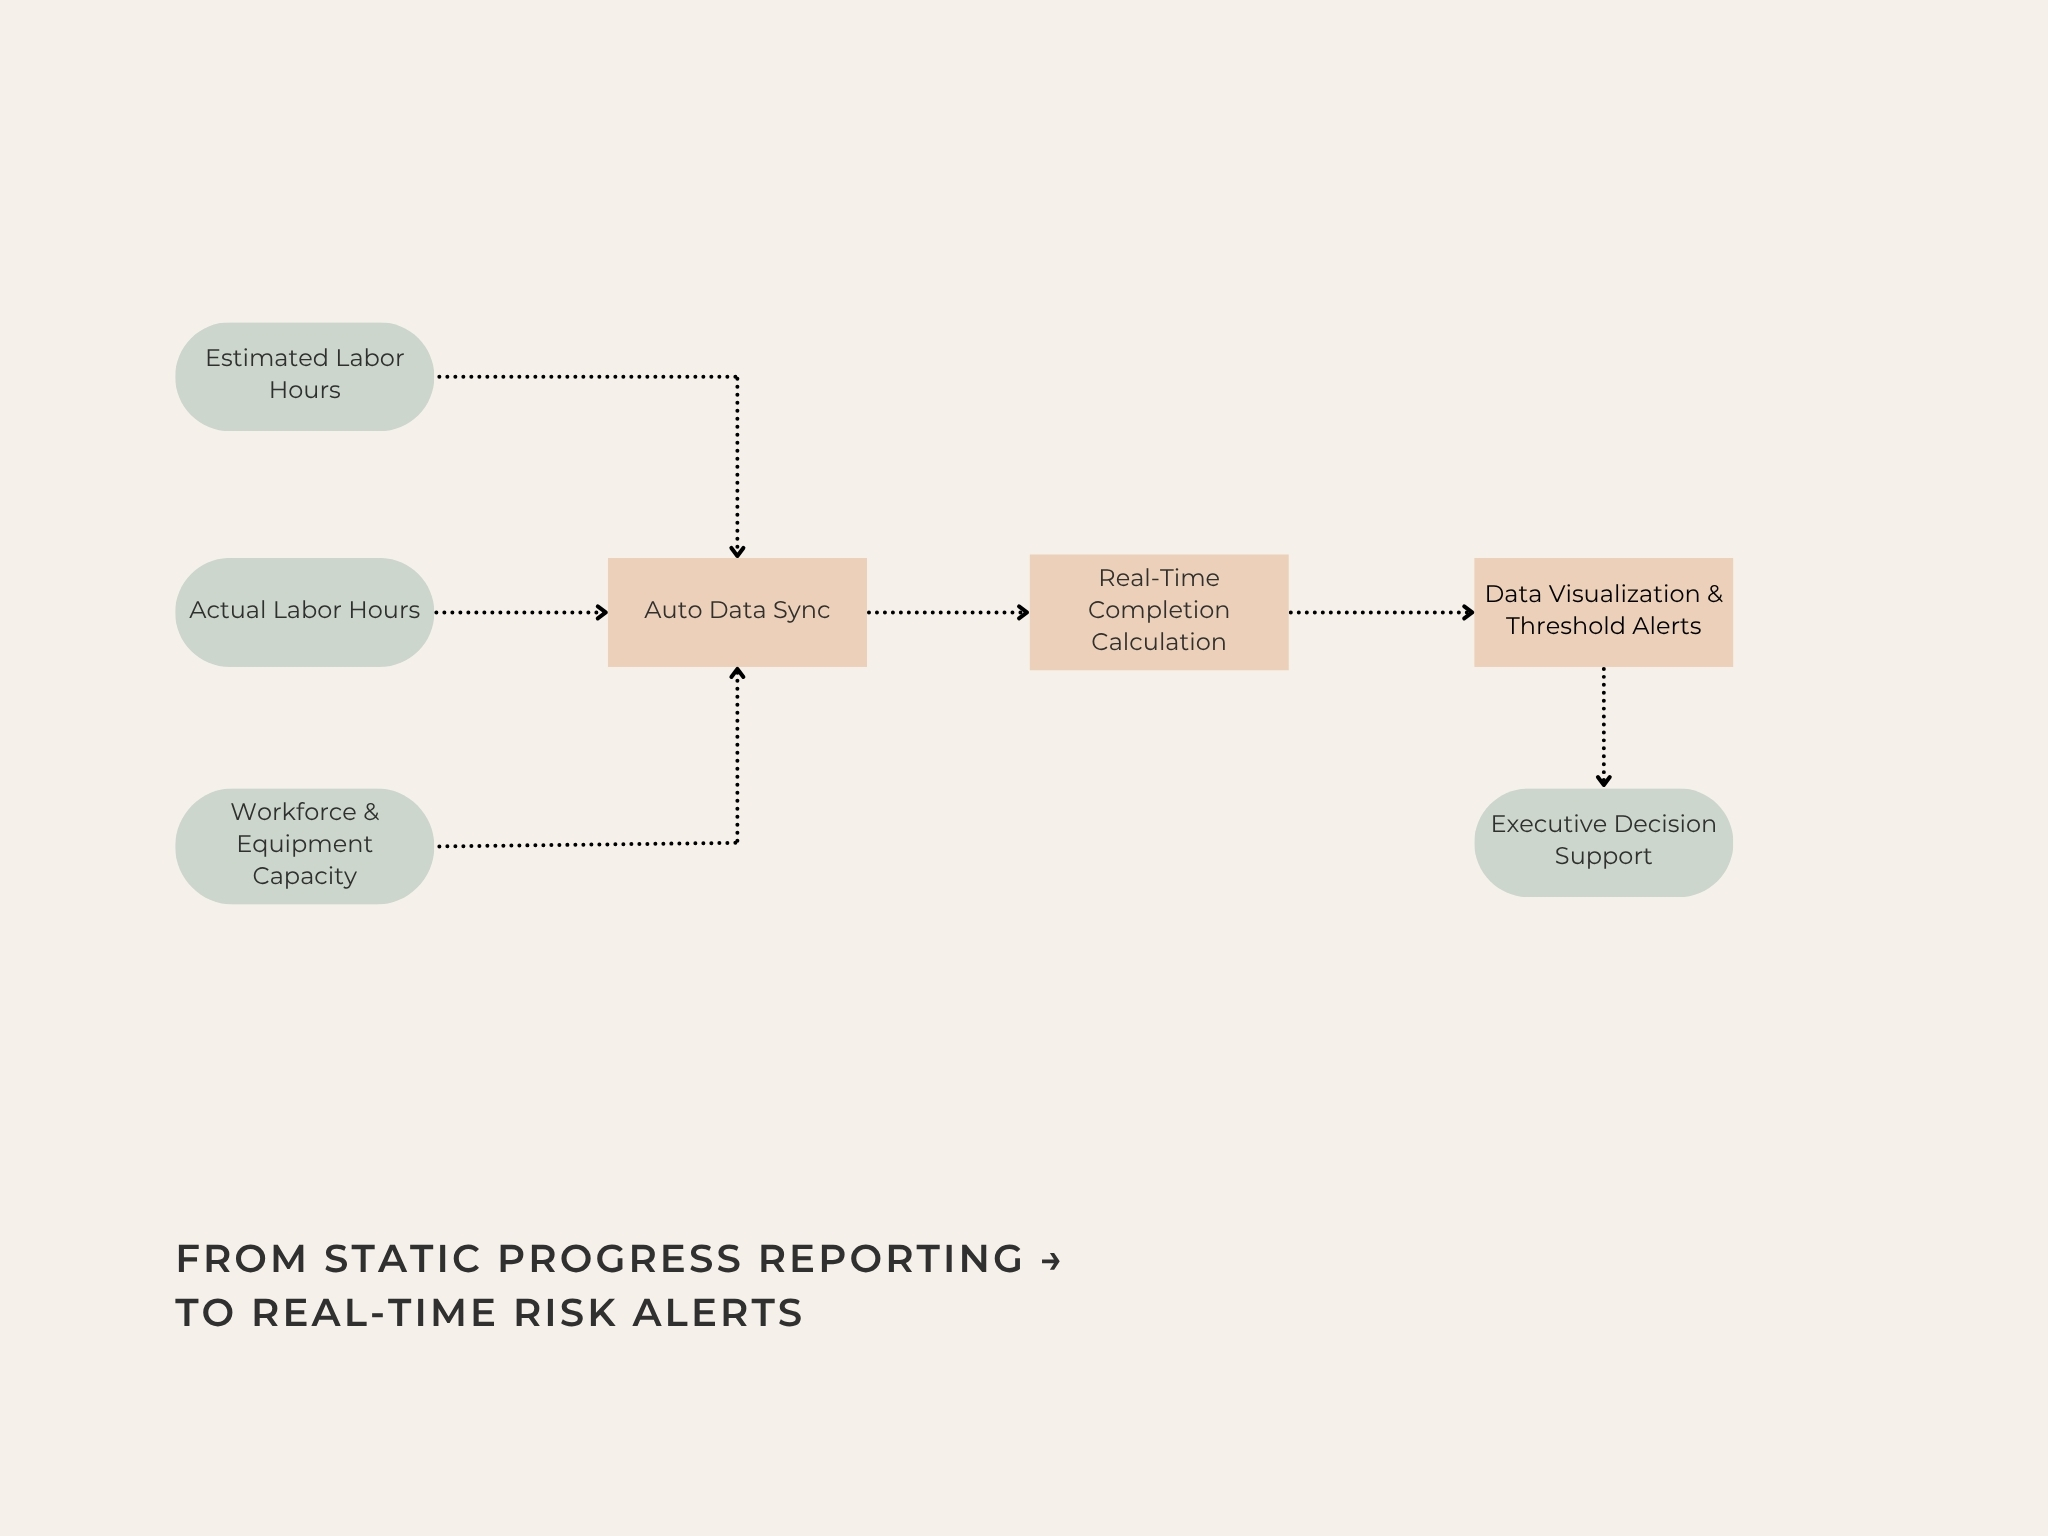 Estimated Labor
Hours
Actual Labor Hours
Workforce &
Equipment
Capacity
Auto Data Sync
Real-Time
Completion
Calculation
Data Visualization &
Threshold Alerts
Executive Decision
Support
FROM STATIC PROGRESS REPORTING →
TO REAL-TIME RISK ALERTS